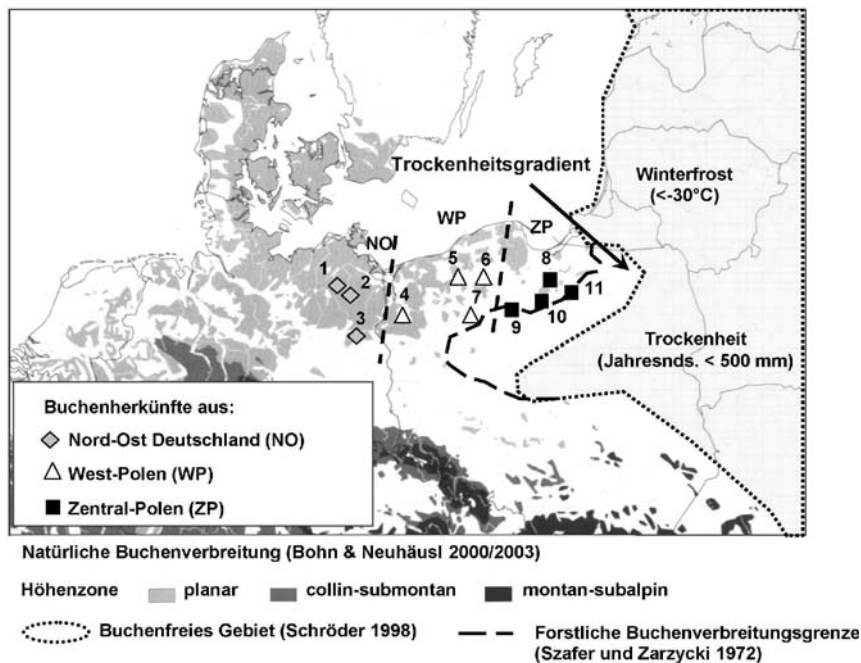 Trockenheitsgradient
Winterfrost
(<-30°C)
WP
ZP
NO
1
2
3
4
5
6
7
8
9
10
11
Trockenheit
(Jahresnds. < 500 mm)
Buchenherkünfte aus:
Nord-Ost Deutschland (NO)
West-Polen (WP)
Zentral-Polen (ZP)
Natürliche Buchenverbreitung (Bohn & Neuhäusl 2000/2003)
Höhenzone planar collin-submontan montan-subalpin
Buchenfreies Gebiet (Schröder 1998) Forstliche Buchenverbreitungsgrenze
(Szafer und Zarzycki 1972)